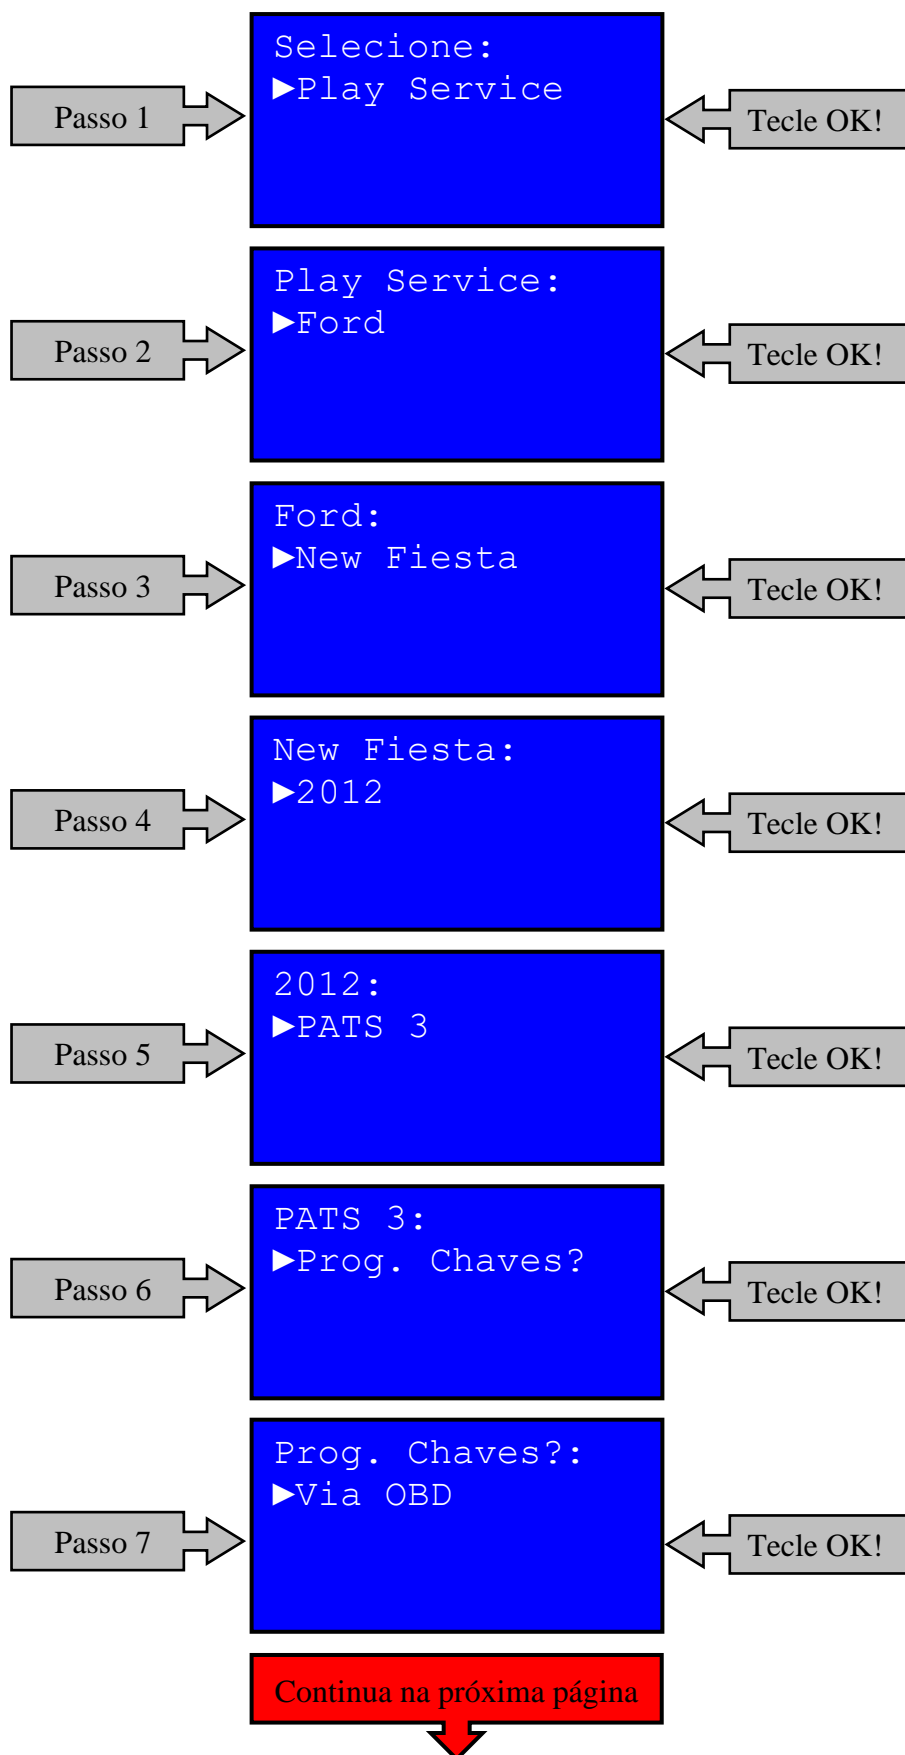 Selecione:
►Play Service
Passo 1
Tecle OK!
Play Service:
►Ford
Passo 2
Tecle OK!
Ford:
►New Fiesta
Passo 3
Tecle OK!
New Fiesta:
►2012
Passo 4
Tecle OK!
2012:
►PATS 3
Passo 5
Tecle OK!
PATS 3:
►Prog. Chaves?
Passo 6
Tecle OK!
Prog. Chaves?:
►Via OBD
Passo 7
Tecle OK!
Continua na próxima página